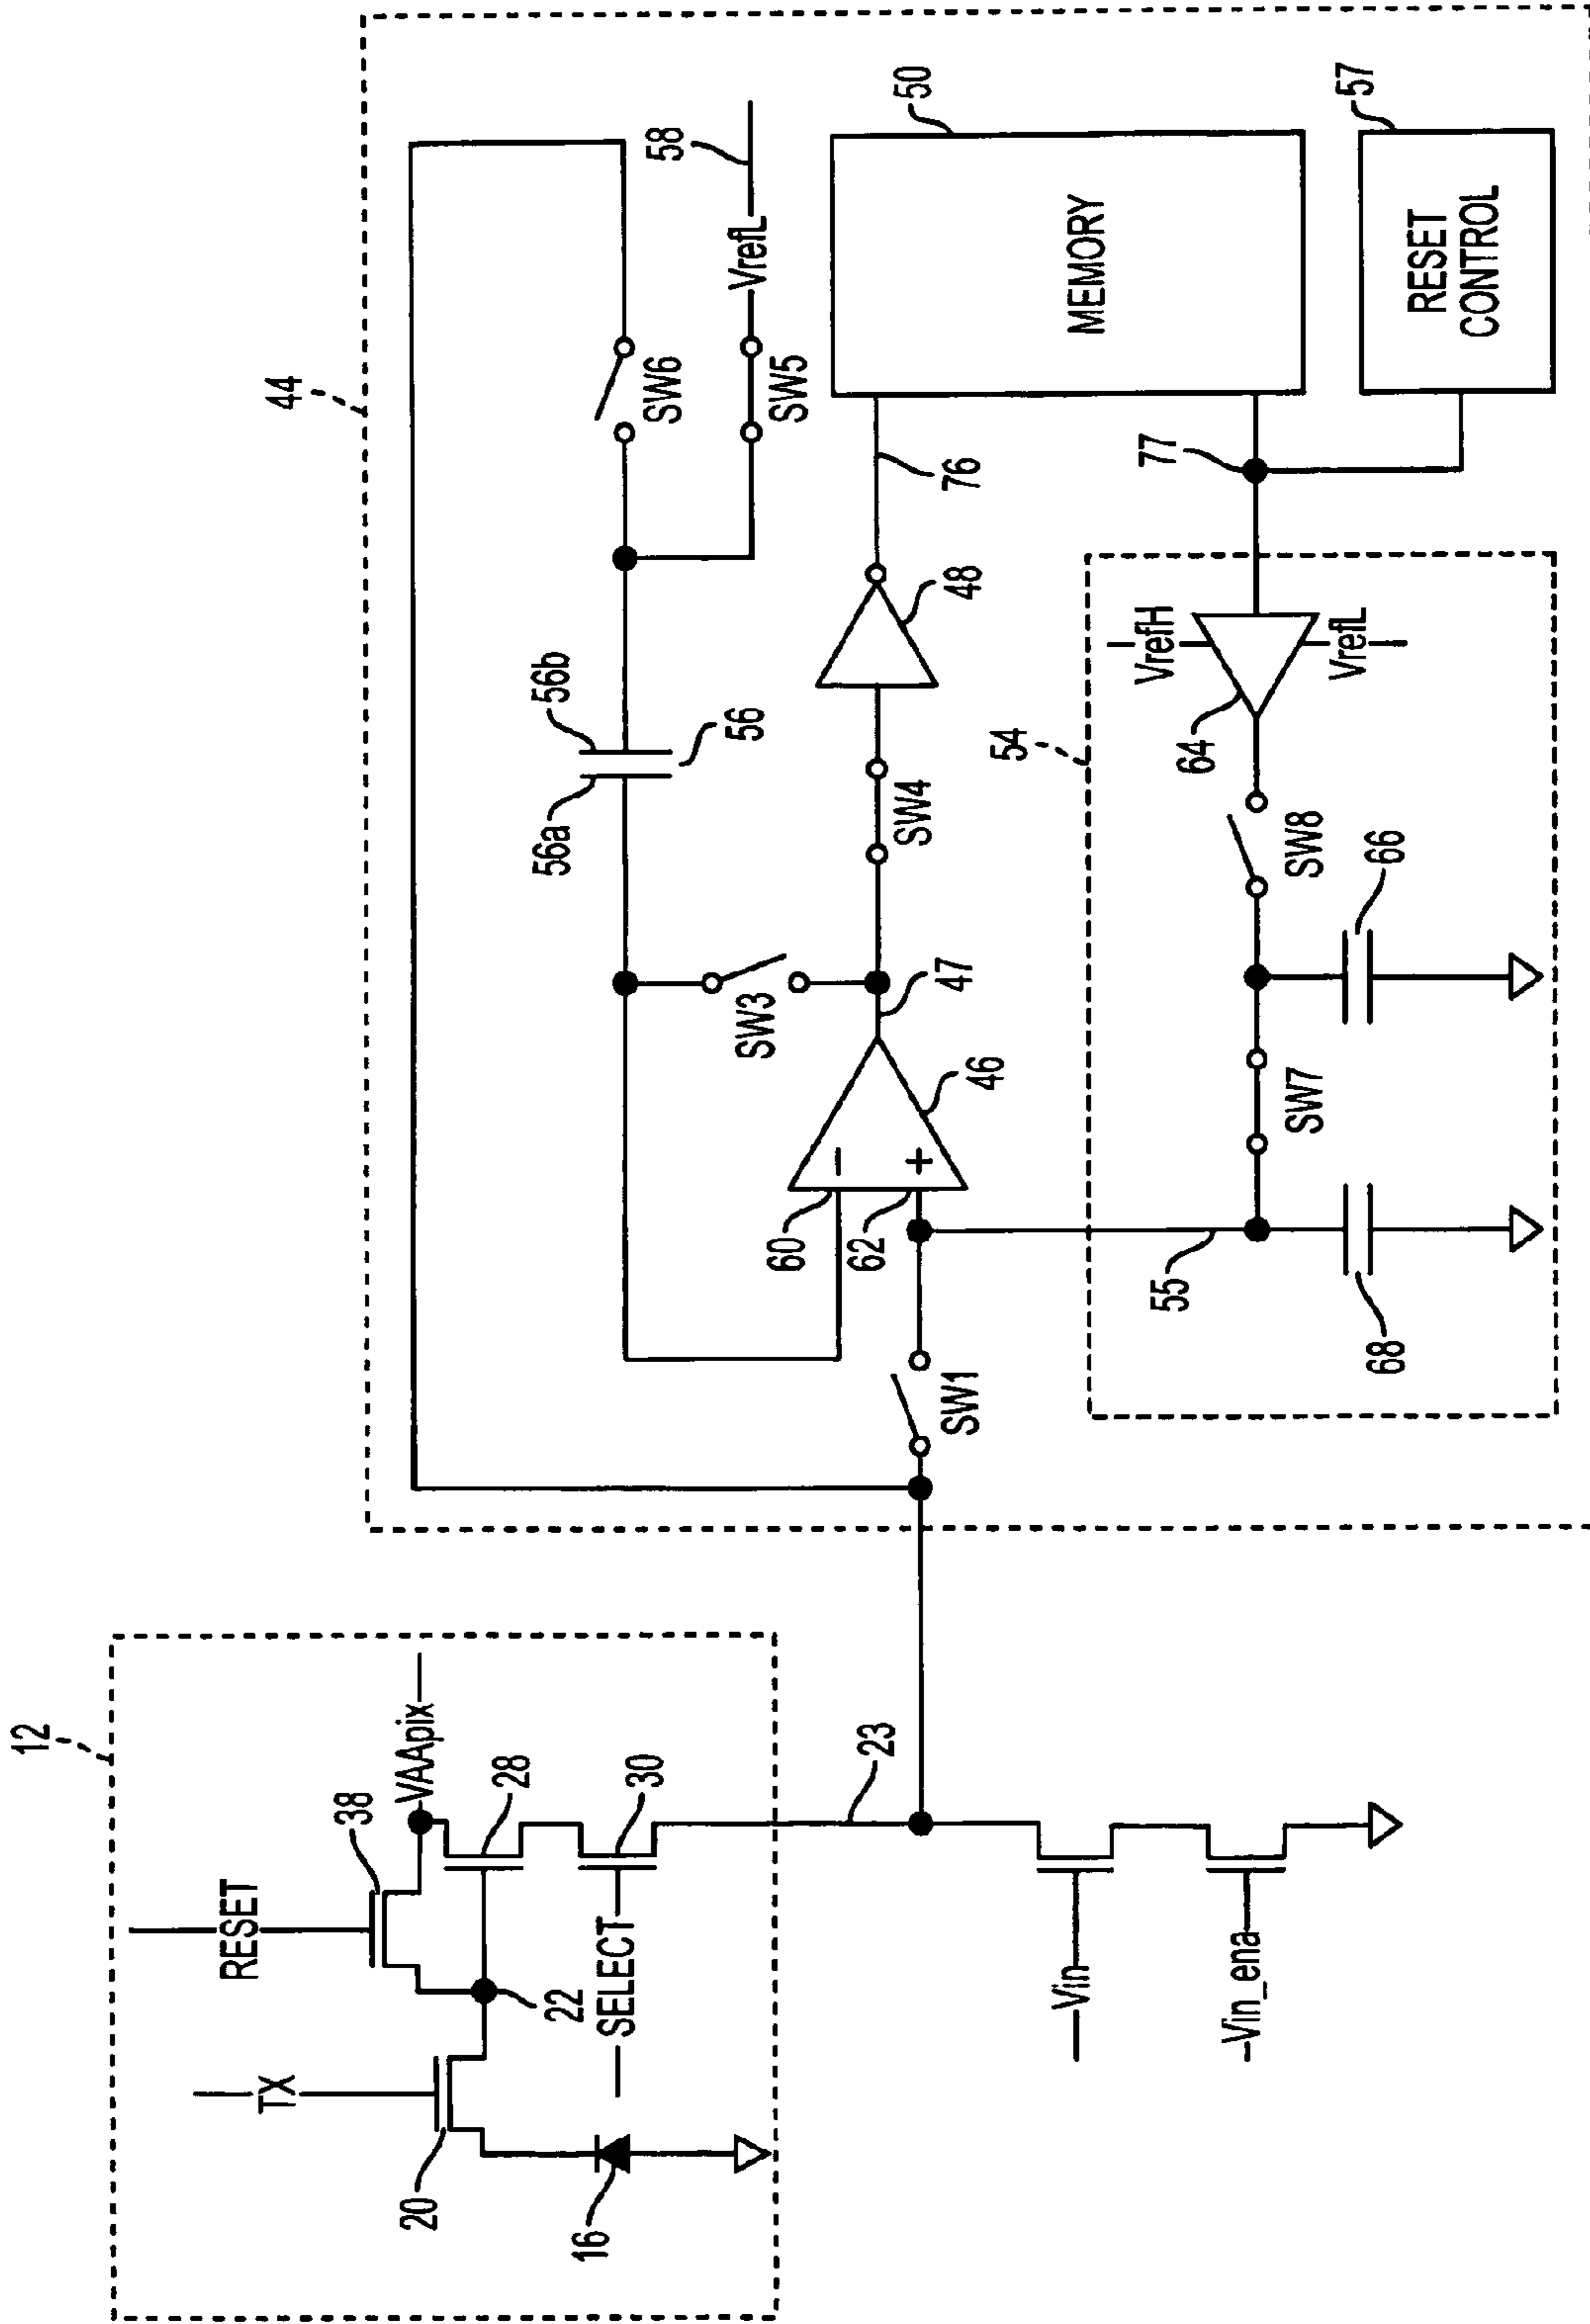 12
RESET
38
VAApix
TX
20
22
28
16
SELECT
30
23
Vin
Vin_ena
44
56a
56b
56
SW6
58
VrefL
SW5
SW3
60
62
46
47
SW4
48
76
MEMORY
50
SW1
55
54
64
VrefH
VrefL
77
RESET
CONTROL
57
SW7
SW8
68
66